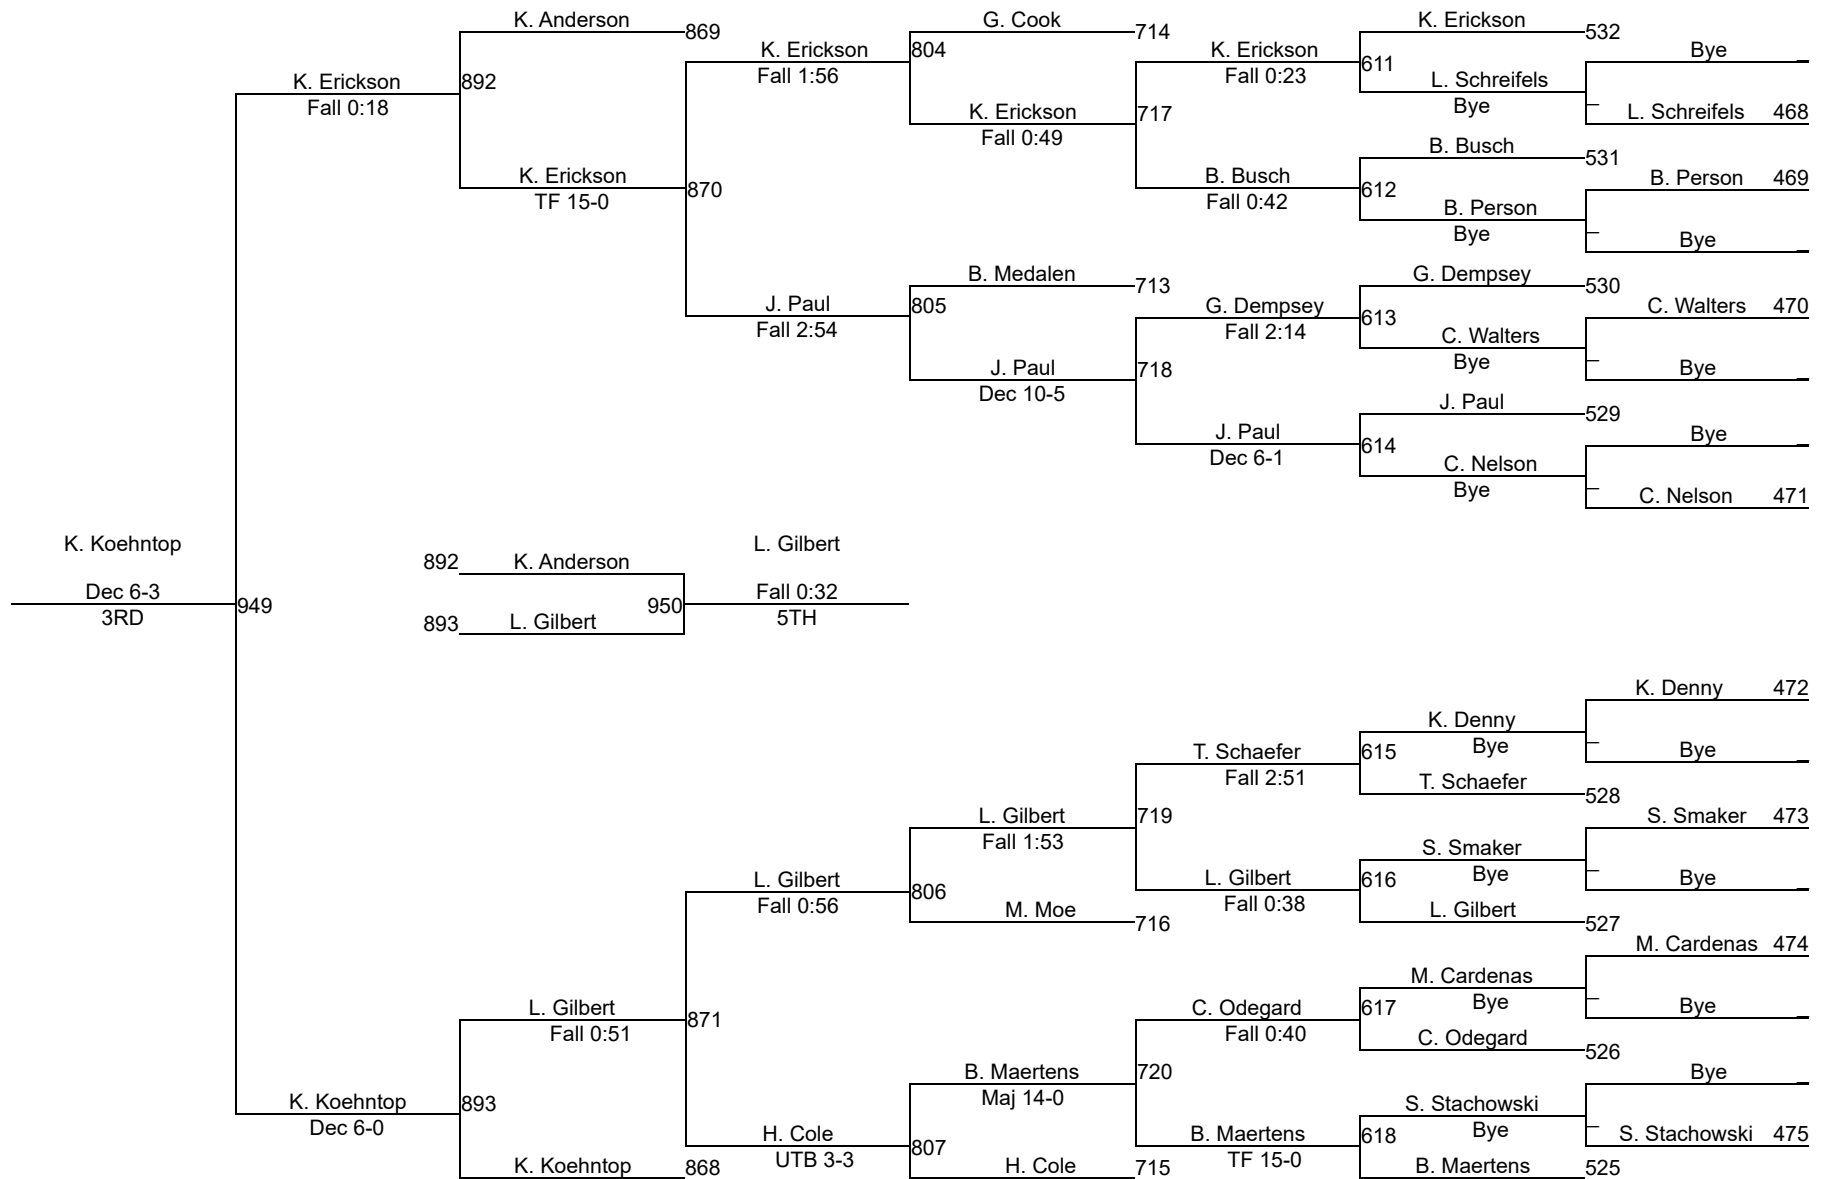 K. Anderson 869
G. Cook 714
K. Erickson 532
K. Erickson 804
K. Erickson
Bye _
Fall 1:56
Fall 0:23
611
K. Erickson 892
L. Schreifels
Fall 0:18
Bye _
K. Erickson 717
L. Schreifels 468
Fall 0:49
B. Busch 531
K. Erickson 870
B. Busch 612
B. Person 469
TF 15-0
Fall 0:42
B. Person
Bye _
Bye _
B. Medalen 713
G. Dempsey 530
J. Paul 805
G. Dempsey 613
C. Walters 470
Fall 2:54
Fall 2:14
C. Walters
Bye _
J. Paul 718
Bye _
Dec 10-5
J. Paul 529
J. Paul 614
Bye _
Dec 6-1
C. Nelson
Bye _
C. Nelson 471
K. Koehntop
L. Gilbert
892 K. Anderson
Dec 6-3 949
950 Fall 0:32
3RD
5TH
893 L. Gilbert
K. Denny 472
K. Denny
Bye _
T. Schaefer 615
Bye _
Fall 2:51
T. Schaefer 528
L. Gilbert 719
S. Smaker 473
Fall 1:53
S. Smaker
Bye _
L. Gilbert 806
L. Gilbert 616
Bye _
Fall 0:56
Fall 0:38
M. Moe 716
L. Gilbert 527
M. Cardenas 474
M. Cardenas
Bye _
L. Gilbert 871
C. Odegard 617
Bye _
Fall 0:51
Fall 0:40
C. Odegard 526
B. Maertens 720
Bye _
Maj 14-0
K. Koehntop 893
S. Stachowski
Dec 6-0
Bye _
H. Cole 807
B. Maertens 618
S. Stachowski 475
UTB 3-3
TF 15-0
K. Koehntop 868
H. Cole 715
B. Maertens 525